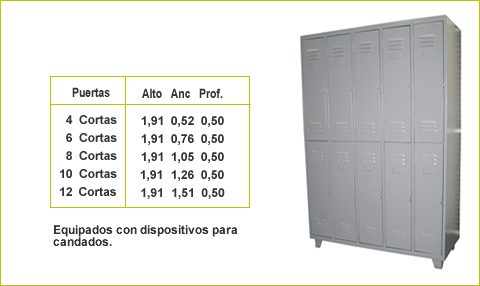 Puertas Alto Anc Prof.
4 Cortas 1,91 0,52 0,50
6 Cortas 1,91 0,76 0,50
8 Cortas 1,91 1,05 0,50
10 Cortas 1,91 1,26 0,50
12 Cortas 1,91 1,51 0,50
Equipados con dispositivos para
candados.